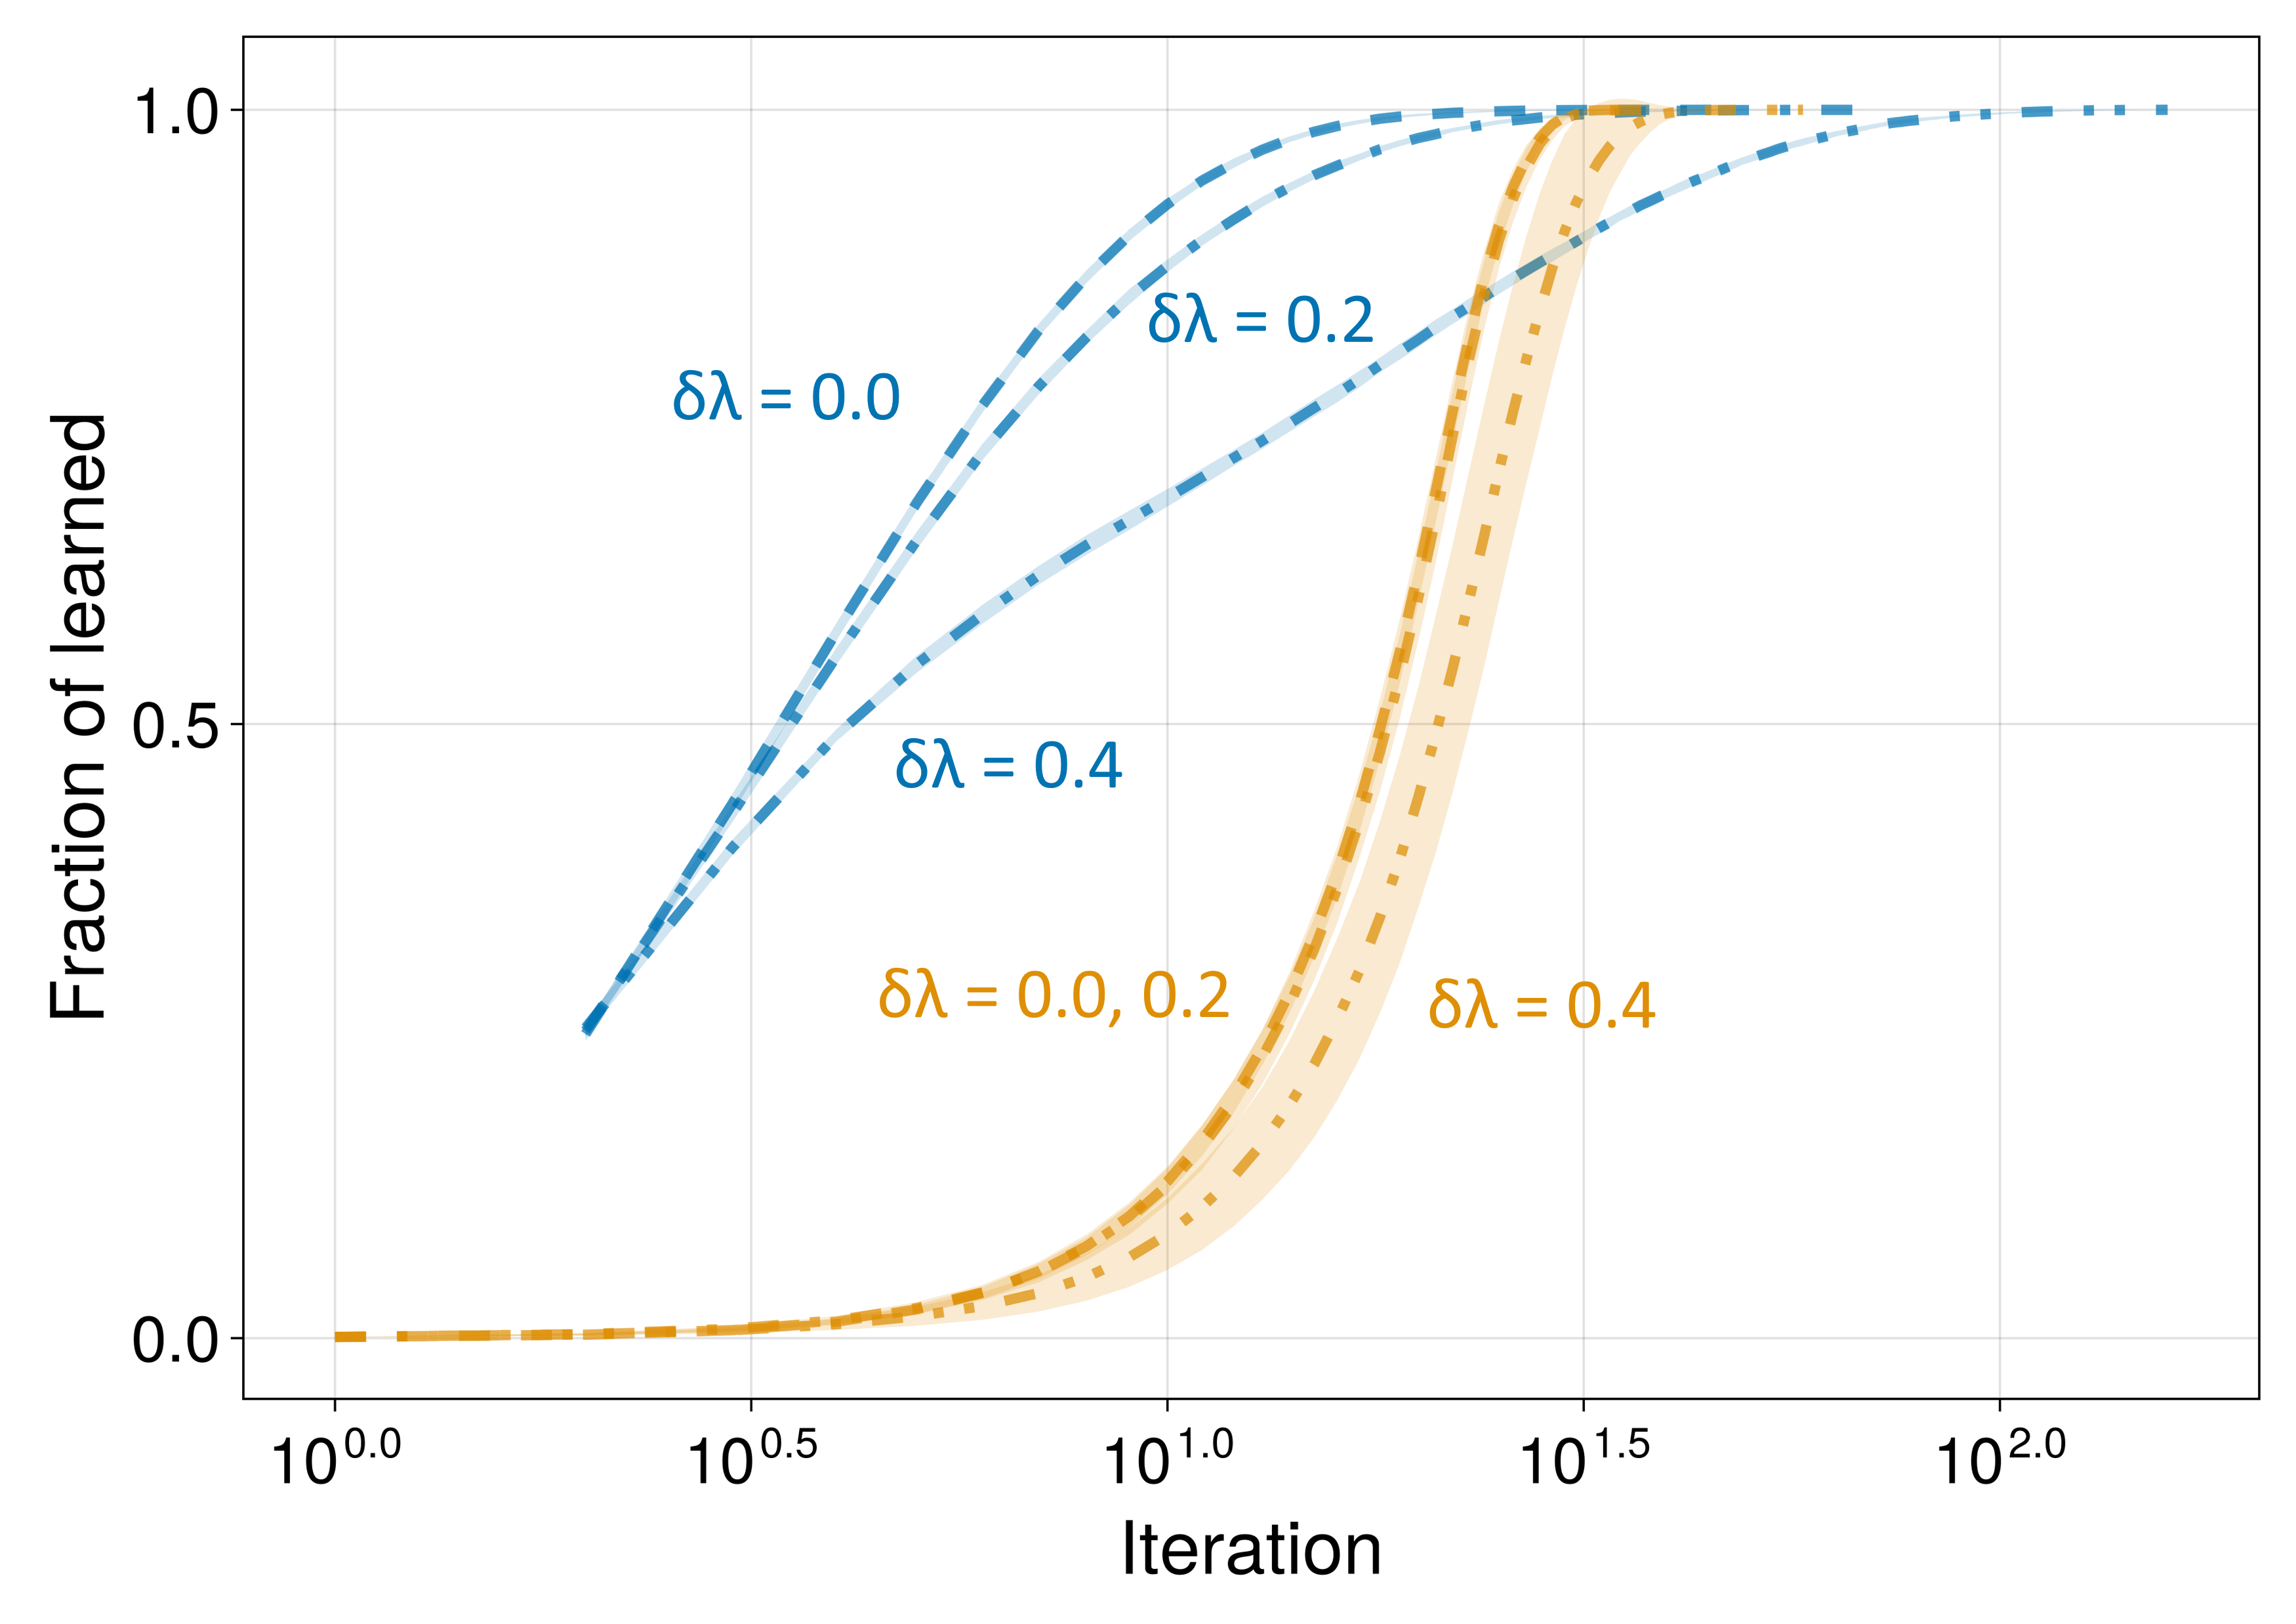 1.0
δλ = 0.2
δλ = 0.0
Fraction of learned
0.5
δλ = 0.4
δλ = 0.0, 0.2
δλ = 0.4
0.0
10^0.0 10^0.5 10^1.0 10^1.5 10^2.0
Iteration